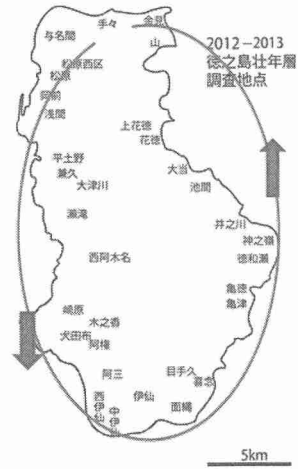 手々
金見
山
与名間
2012–2013
徳之島壮年層
調査地点
松原西区
松原
岡前
浅間
上花徳
花徳
平土野
兼久
大津川
大当
池間
瀬滝
井之川
神之嶺
徳和瀬
西阿木名
亀徳
亀津
崎原
木之香
犬田布
阿権
目手久
喜念
阿三
西伊仙
中伊仙
伊仙
面縄
5km